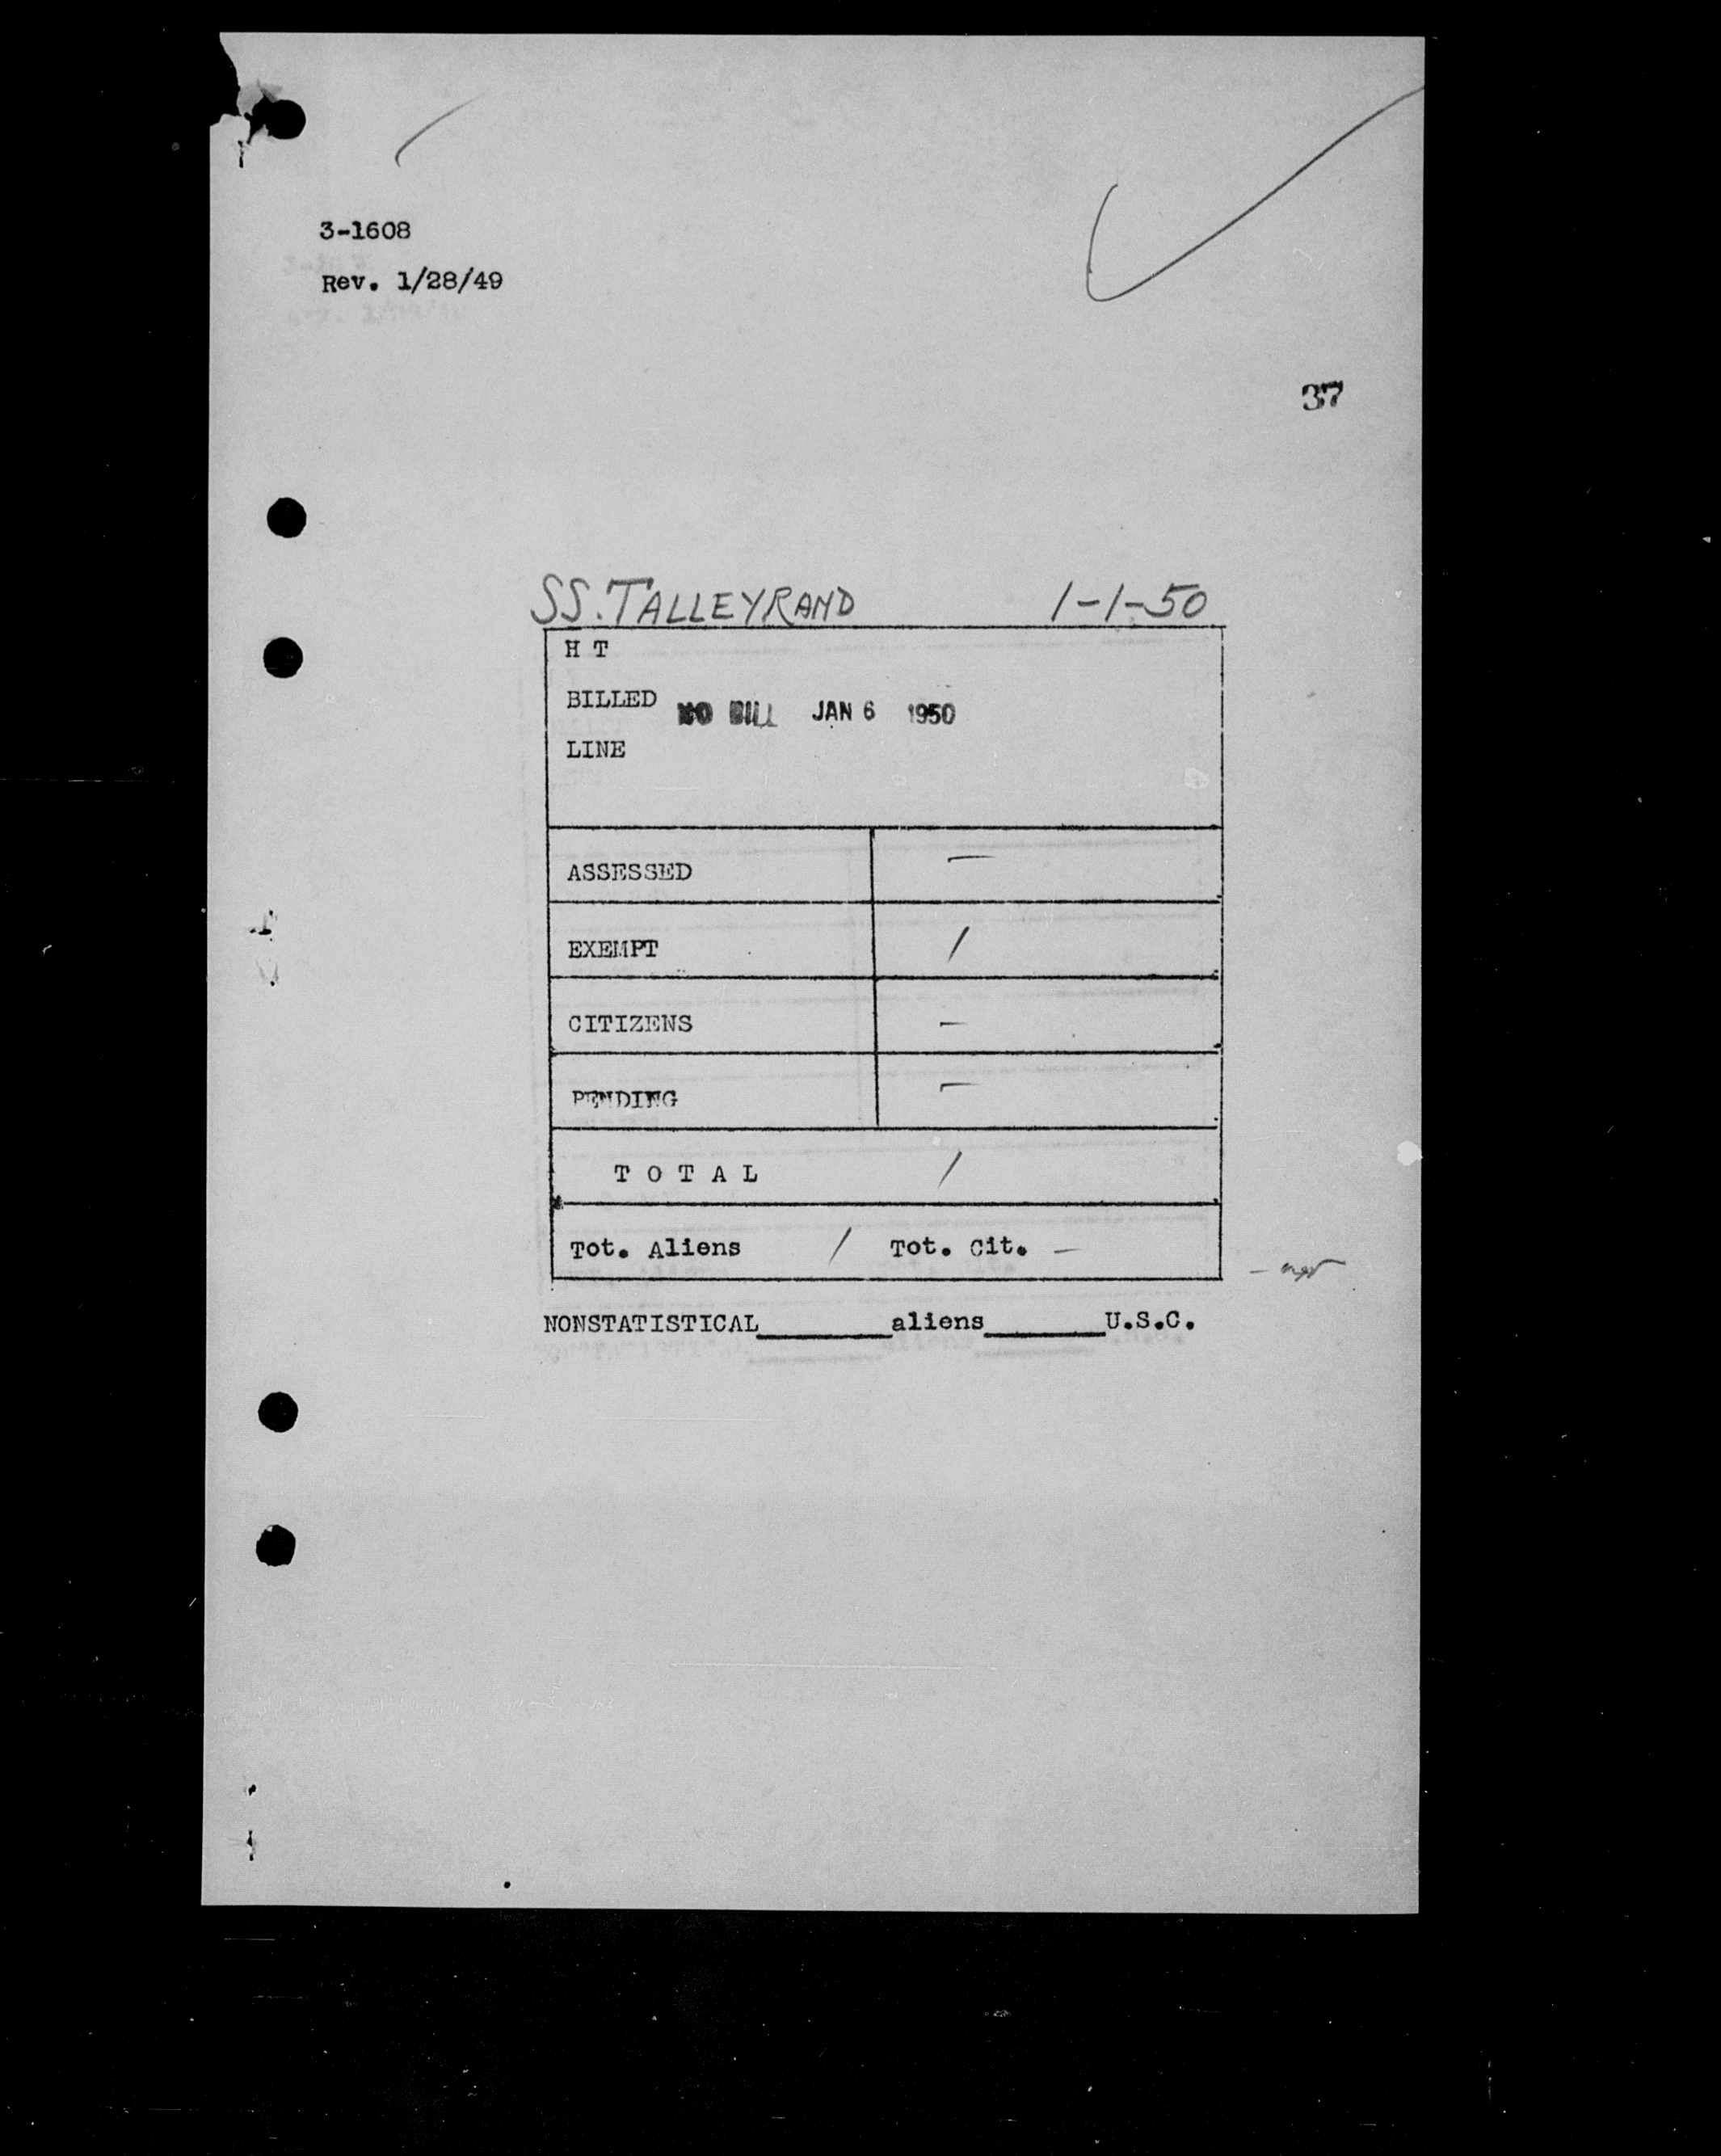 3-1608
Rev. 1/28/49
37
SS. TALLEYRAND 1-1-50
H T
BILLED NO BILL JAN 6 1950
LINE
ASSESSED —
EXEMPT /
CITIZENS —
PENDING —
T O T A L /
Tot. Aliens / Tot. Cit. —
NONSTATISTICAL________aliens_______U.S.C.